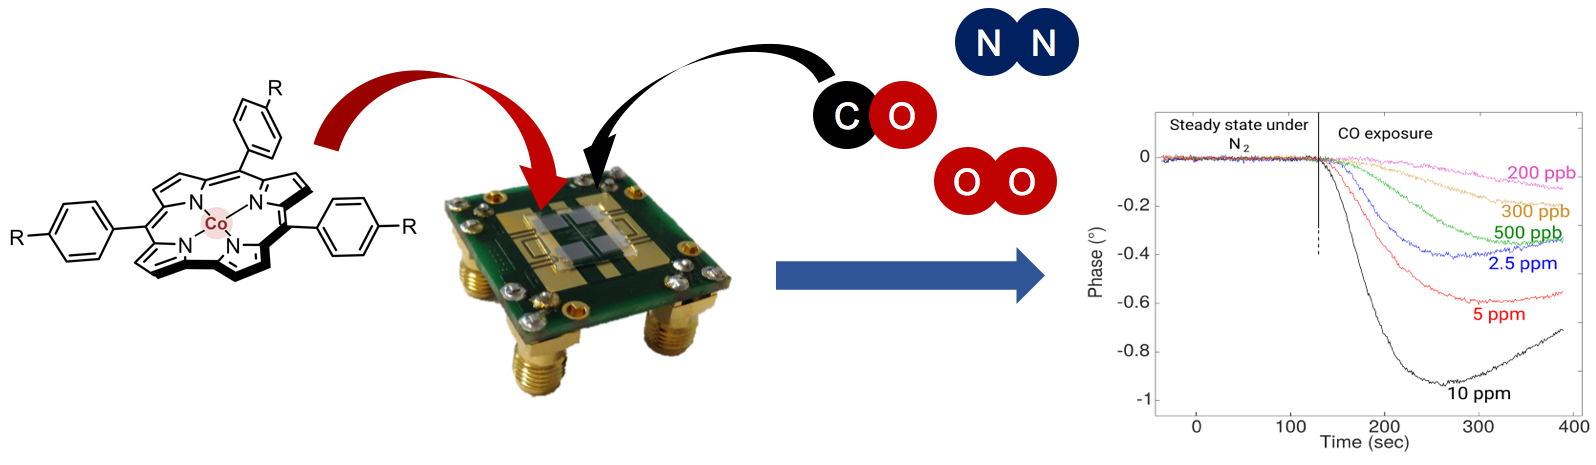 R
N
N
Co
R
N
N
R
N N
C O
O O
Steady state under
N2
CO exposure
0
-0.2
-0.4
-0.6
-0.8
-1
Phase (°)
200 ppb
300 ppb
500 ppb
2.5 ppm
5 ppm
10 ppm
0 100 200 300 400
Time (sec)